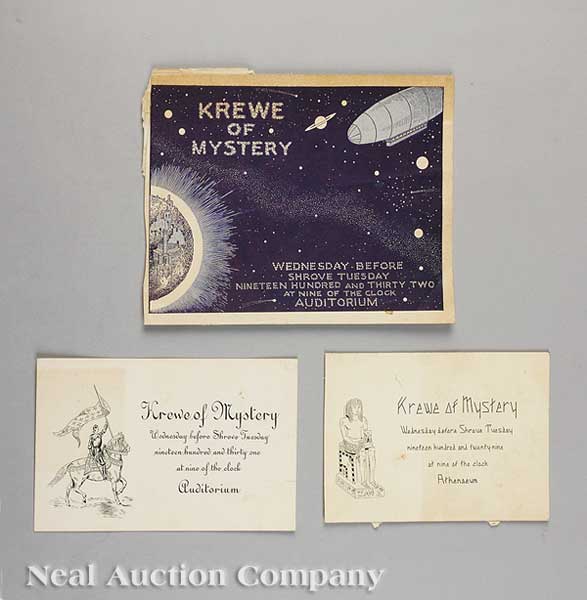 KREWE
OF
MYSTERY
WEDNESDAY-BEFORE
SHROVE TUESDAY
NINETEEN HUNDRED AND THIRTY TWO
AT NINE OF THE CLOCK
AUDITORIUM
Krewe of Mystery
Wednesday before Shrove Tuesday
nineteen hundred and thirty-one
at nine of the clock
Auditorium
Krewe of Mystery
Wednesday before Shrove Tuesday
nineteen hundred and twenty-nine
at nine of the clock
Athenaeum
Neal Auction Company